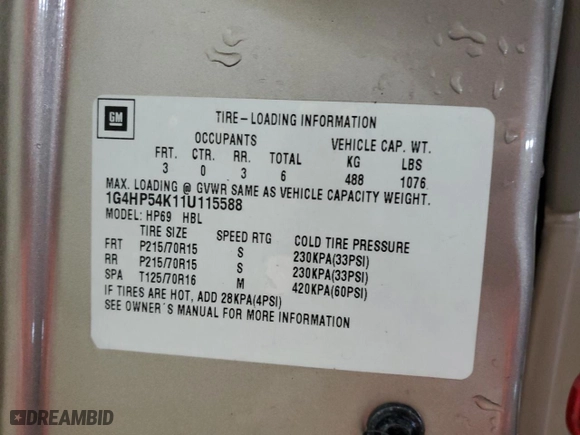 GM
TIRE-LOADING INFORMATION
OCCUPANTS VEHICLE CAP. WT.
FRT. CTR. RR. TOTAL KG LBS
3 0 3 6 488 1076
MAX. LOADING @ GVWR SAME AS VEHICLE CAPACITY WEIGHT.
1G4HP54K11U115588
MODEL: HP69 HBL
TIRE SIZE SPEED RTG COLD TIRE PRESSURE
FRT P215/70R15 S 230KPA(33PSI)
RR P215/70R15 S 230KPA(33PSI)
SPA T125/70R16 M 420KPA(60PSI)
IF TIRES ARE HOT, ADD 28KPA(4PSI)
SEE OWNER'S MANUAL FOR MORE INFORMATION
DREAMBID